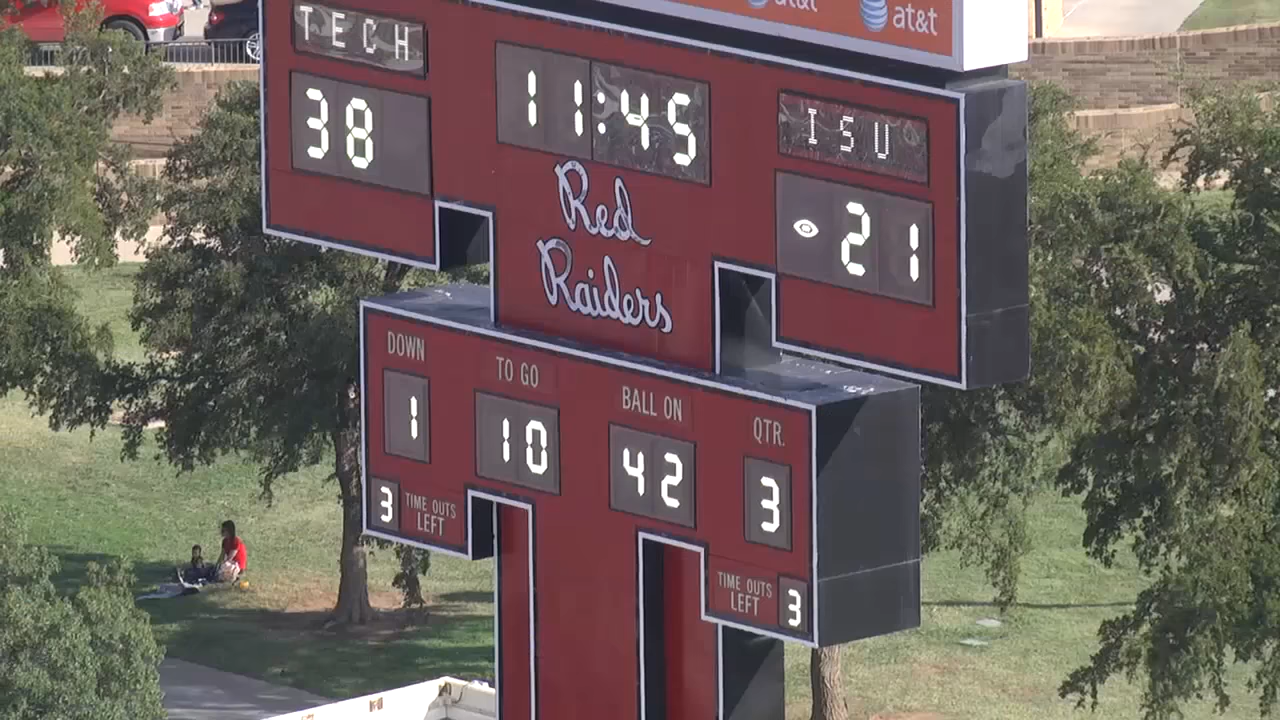 at&t at&t
TECH 11:45 ISU
38 21
Red
Raiders
DOWN TO GO BALL ON QTR.
1 10 42 3
3 TIME OUTS LEFT
TIME OUTS LEFT 3